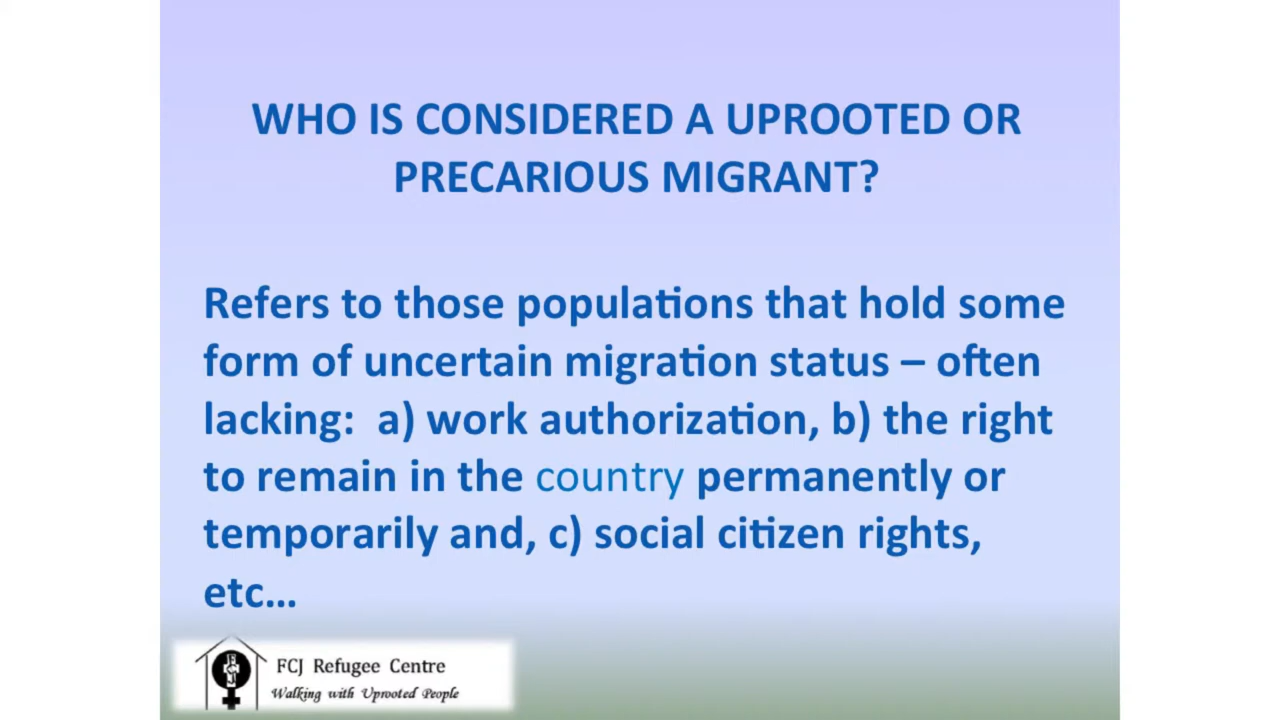 WHO IS CONSIDERED A UPROOTED OR
PRECARIOUS MIGRANT?
Refers to those populations that hold some
form of uncertain migration status – often
lacking:  a) work authorization, b) the right
to remain in the country permanently or
temporarily and, c) social citizen rights,
etc…
FCJ Refugee Centre
Walking with Uprooted People